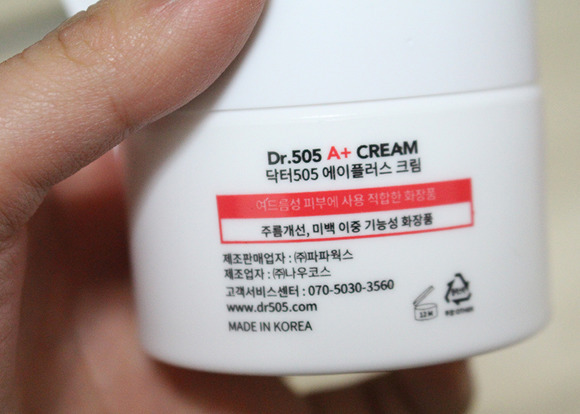 Dr.505 A+ CREAM
닥터505 에이플러스 크림
여드름성 피부에 사용 적합한 화장품
주름개선, 미백 이중 기능성 화장품
제조판매업자 : (주)파파웍스
제조업자 : (주)나우코스
고객서비스센터 : 070-5030-3560
www.dr505.com
MADE IN KOREA
12 M